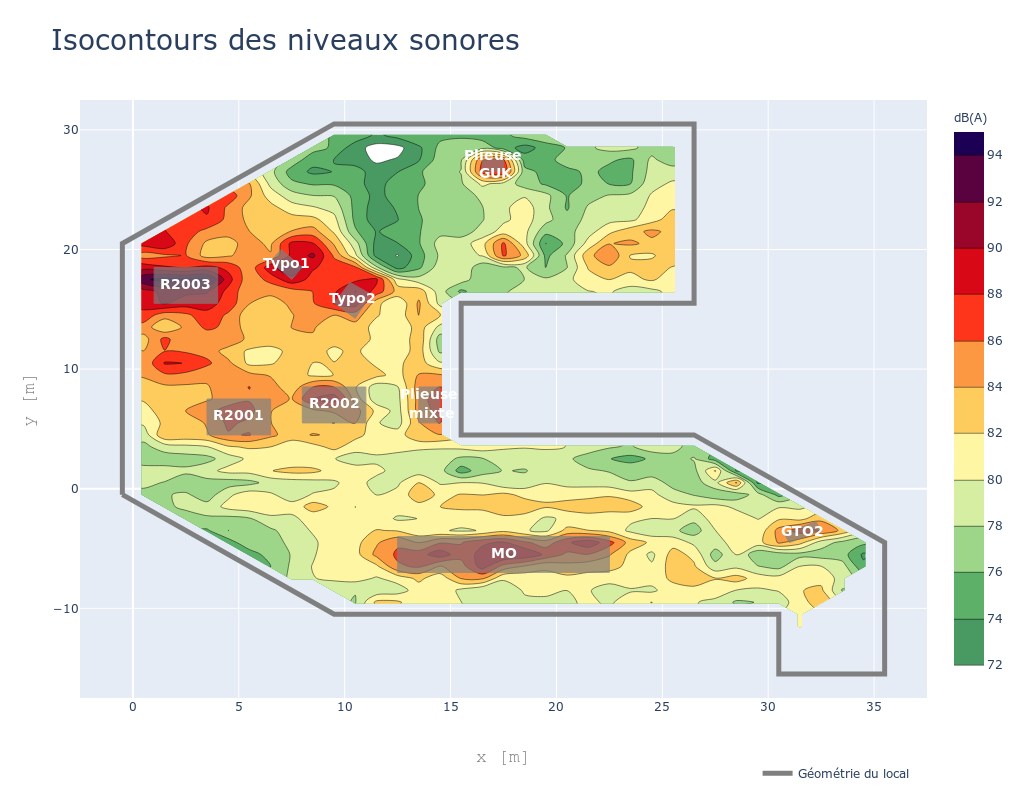 Isocontours des niveaux sonores
dB(A)
94
92
90
88
86
84
82
80
78
76
74
72
30
20
10
0
−10
y [m]
Plieuse
GUK
Typo1
R2003
Typo2
Plieuse
mixte
R2002
R2001
GTO2
MO
0
5
10
15
20
25
30
35
x [m]
Géométrie du local